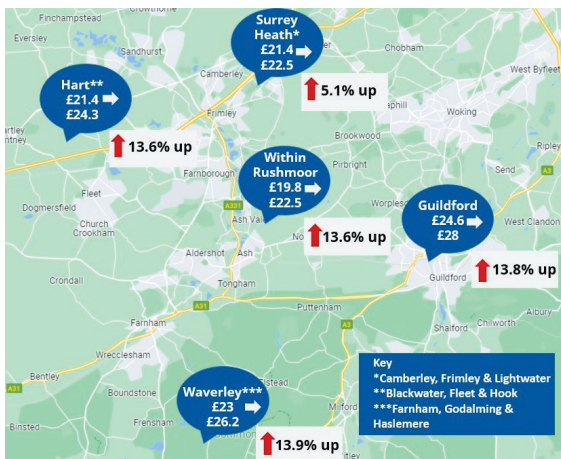 Finchampstead
Eversley
Sandhurst
Surrey
Heath*
£21.4
£22.5
Chobham
West Byfleet
Camberley
5.1% up
Hart**
£21.4
£24.3
Frimley
Woking
13.6% up
Brookwood
Ripley
Within
Rushmoor
£19.8
£22.5
Pirbright
Send
A3
Farnborough
Fleet
Dogmersfield
Church
Crookham
A331
Ash Vale
Guildford
£24.6
£28
West Clandon
13.6% up
Aldershot
Ash
13.8% up
Guildford
Crondall
Tongham
A31
Puttenham
Albury
Farnham
A3
Shalford
Chilworth
Wrecclesham
Bentley
A31
Boundstone
Waverley***
£23
£26.2
Elstead
Milford
Frensham
Binsted
13.9% up
Key
*Camberley, Frimley & Lightwater
**Blackwater, Fleet & Hook
***Farnham, Godalming &
Haslemere